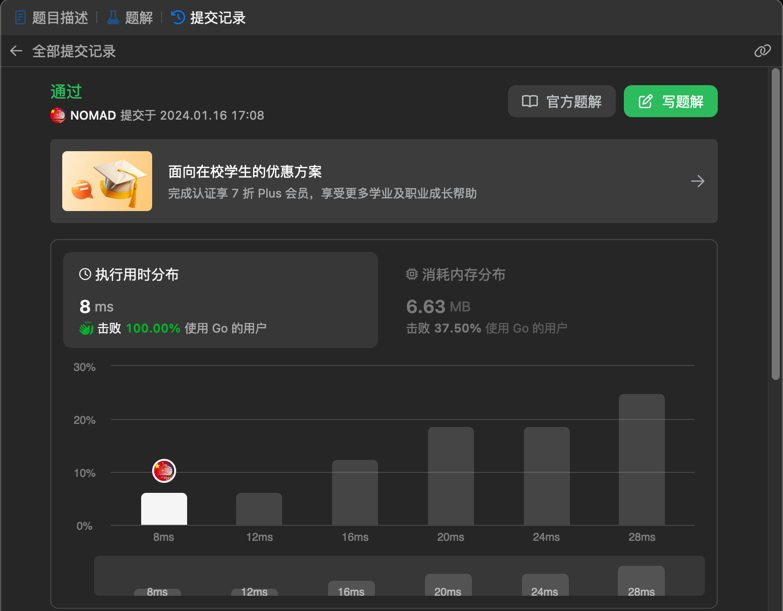 题目描述 题解 提交记录
全部提交记录
通过
NOMAD 提交于 2024.01.16 17:08
官方题解 写题解
面向在校学生的优惠方案
完成认证享 7 折 Plus 会员，享受更多学业及职业成长帮助
执行用时分布 消耗内存分布
8 ms 6.63 MB
击败 100.00% 使用 Go 的用户 击败 37.50% 使用 Go 的用户
30%
20%
10%
0%
8ms 12ms 16ms 20ms 24ms 28ms
8ms 12ms 16ms 20ms 24ms 28ms